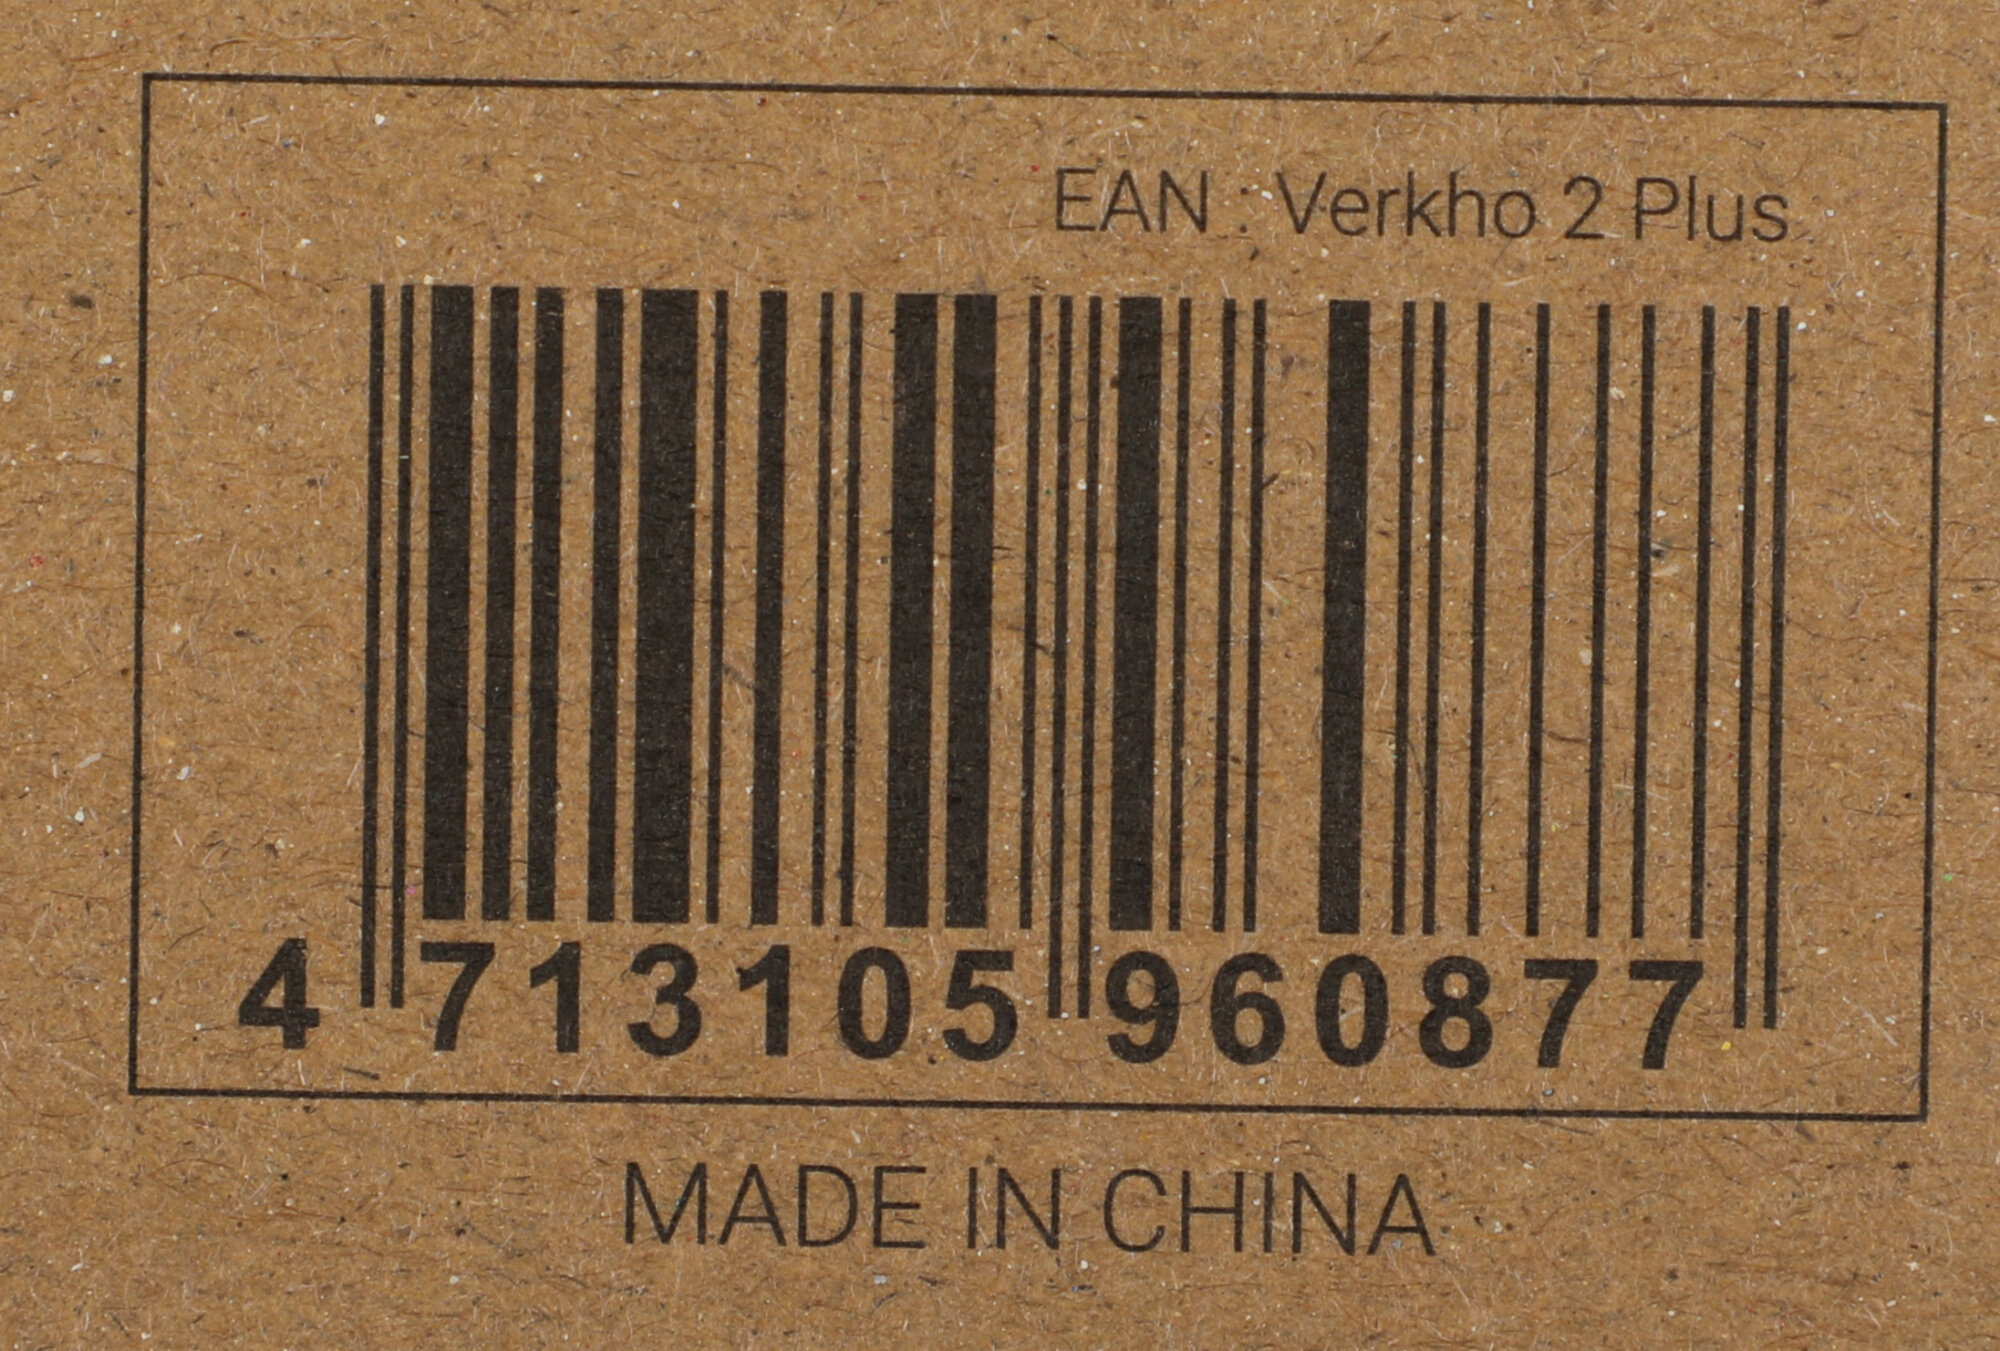 EAN : Verkho 2 Plus
4 713105 960877
MADE IN CHINA